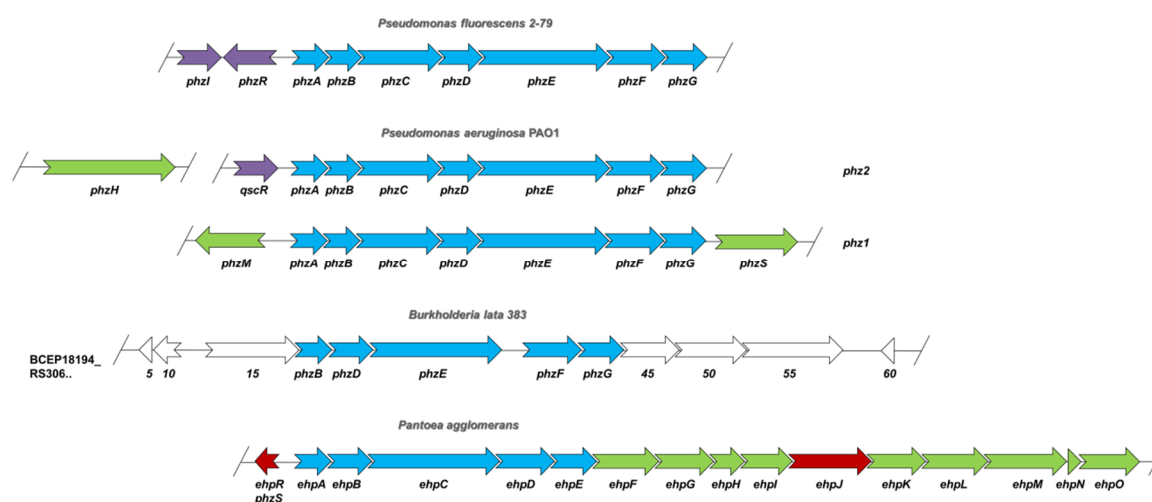 Pseudomonas fluorescens 2-79
phzI phzR phzA phzB phzC phzD phzE phzF phzG
Pseudomonas aeruginosa PAO1
phzH qscR phzA phzB phzC phzD phzE phzF phzG phz2
phzM phzA phzB phzC phzD phzE phzF phzG phzS phz1
Burkholderia lata 383
BCEP18194_
RS306.. 5 10 15 phzB phzD phzE phzF phzG 45 50 55 60
Pantoea agglomerans
ehpR ehpA ehpB ehpC ehpD ehpE ehpF ehpG ehpH ehpI ehpJ ehpK ehpL ehpM ehpN ehpO
phzS